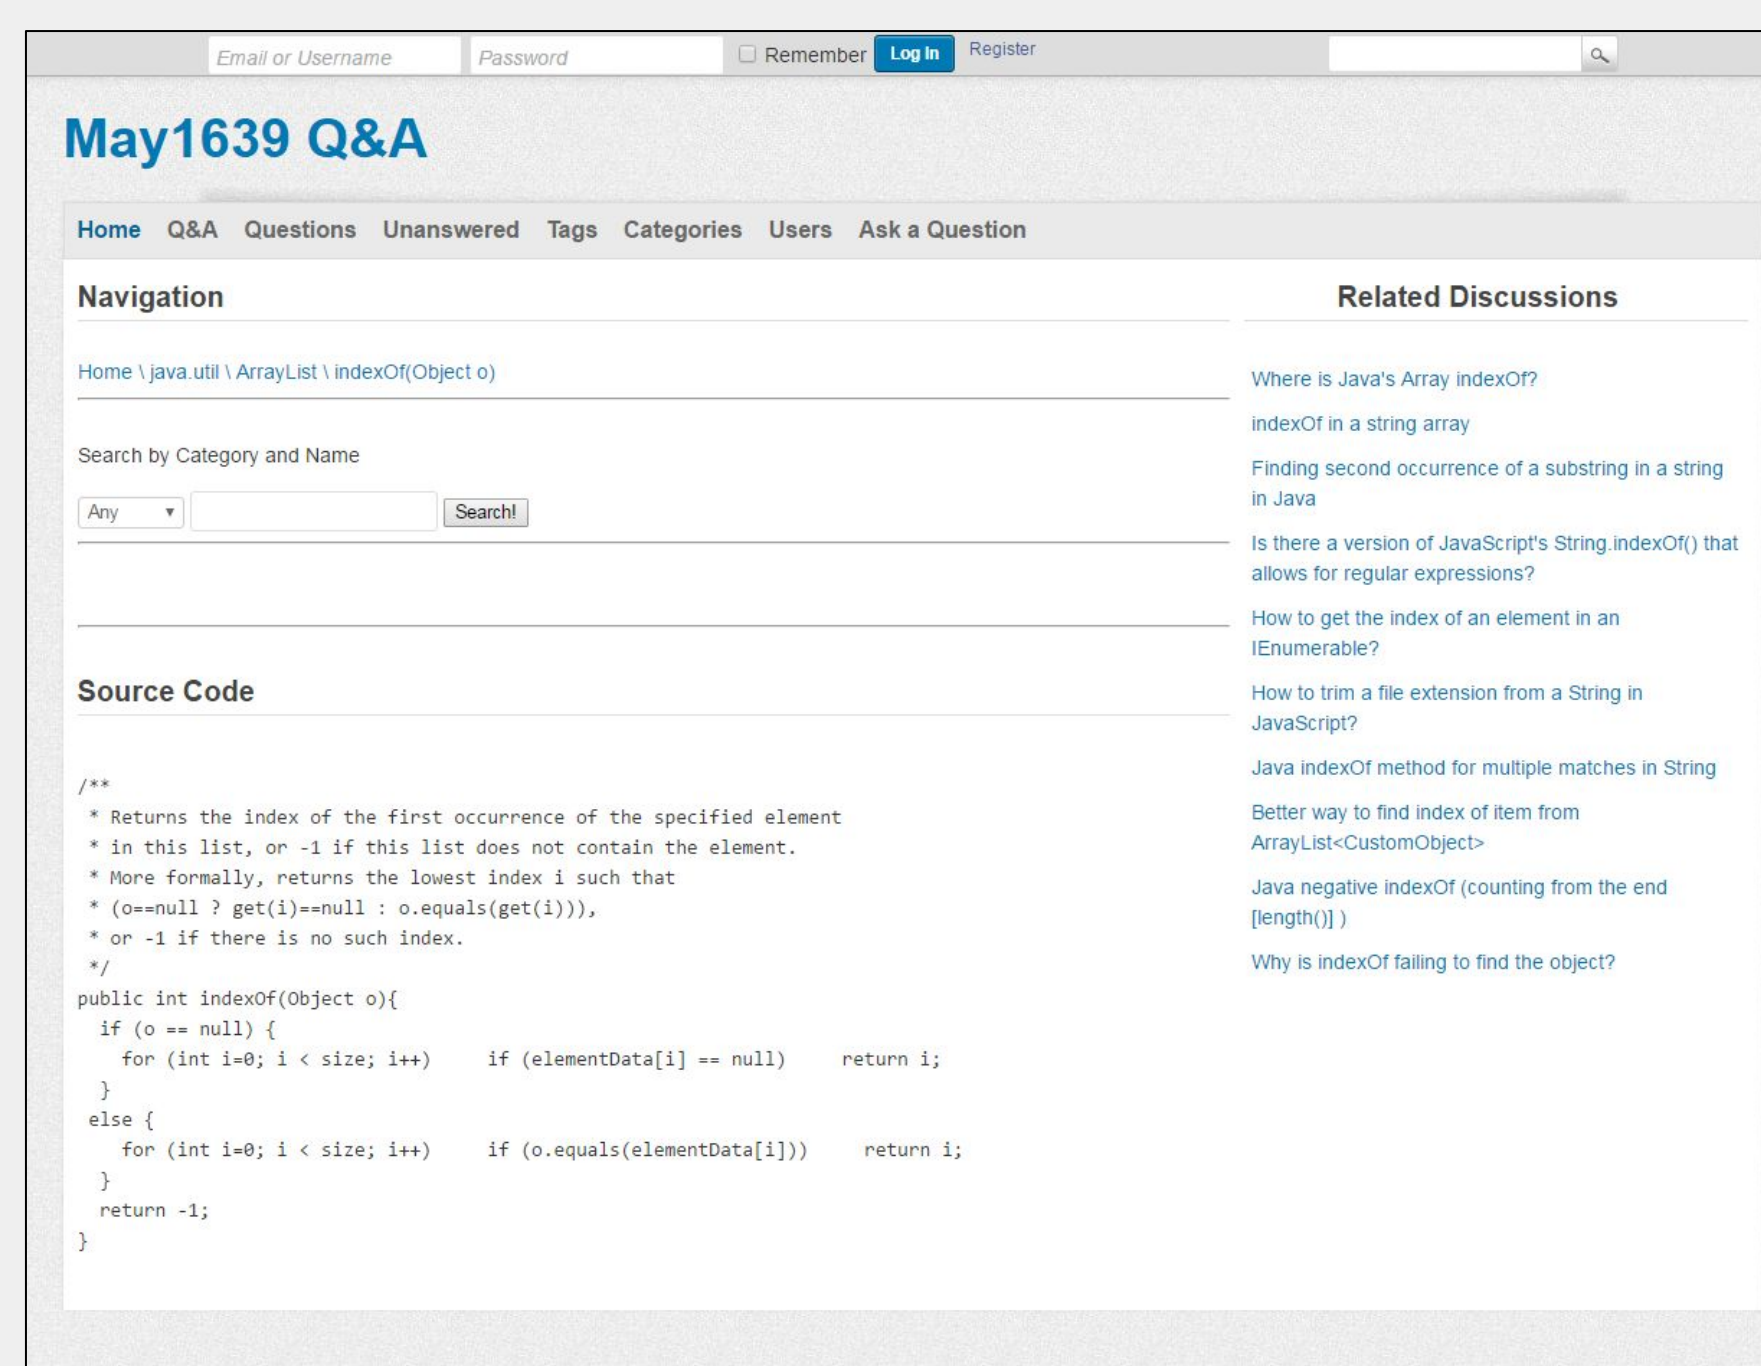 Email or Username Password Remember Log In Register
May1639 Q&A
Home Q&A Questions Unanswered Tags Categories Users Ask a Question
Navigation
Home \ java.util \ ArrayList \ indexOf(Object o)
Search by Category and Name
Any Search!
Source Code
/**
 * Returns the index of the first occurrence of the specified element
 * in this list, or -1 if this list does not contain the element.
 * More formally, returns the lowest index i such that
 * (o==null ? get(i)==null : o.equals(get(i))),
 * or -1 if there is no such index.
 */
public int indexOf(Object o){
  if (o == null) {
    for (int i=0; i < size; i++)     if (elementData[i] == null)     return i;
  }
 else {
    for (int i=0; i < size; i++)     if (o.equals(elementData[i]))     return i;
  }
  return -1;
}
Related Discussions
Where is Java's Array indexOf?
indexOf in a string array
Finding second occurrence of a substring in a string
in Java
Is there a version of JavaScript's String.indexOf() that
allows for regular expressions?
How to get the index of an element in an
IEnumerable?
How to trim a file extension from a String in
JavaScript?
Java indexOf method for multiple matches in String
Better way to find index of item from
ArrayList<CustomObject>
Java negative indexOf (counting from the end
[length()] )
Why is indexOf failing to find the object?